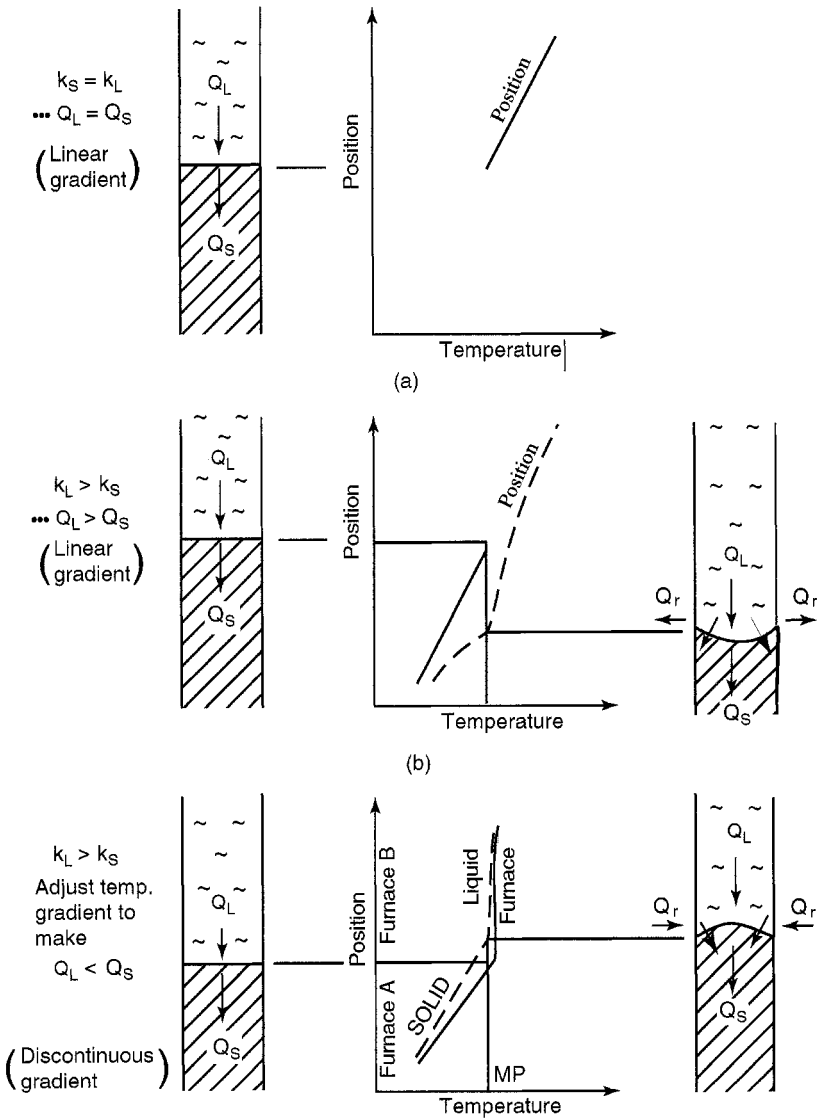 k_S = k_L
••• Q_L = Q_S
(Linear
gradient)
Q_L
Q_S
Position
Position
Temperature
(a)
k_L > k_S
••• Q_L > Q_S
(Linear
gradient)
Q_L
Q_S
Position
Position
Temperature
Q_L
Q_r
Q_r
Q_S
(b)
k_L > k_S
Adjust temp.
gradient to
make
Q_L < Q_S
(Discontinuous
gradient)
Q_L
Q_S
Position
Furnace B
Furnace A
Liquid
Furnace
SOLID
MP
Temperature
Q_L
Q_r
Q_r
Q_S